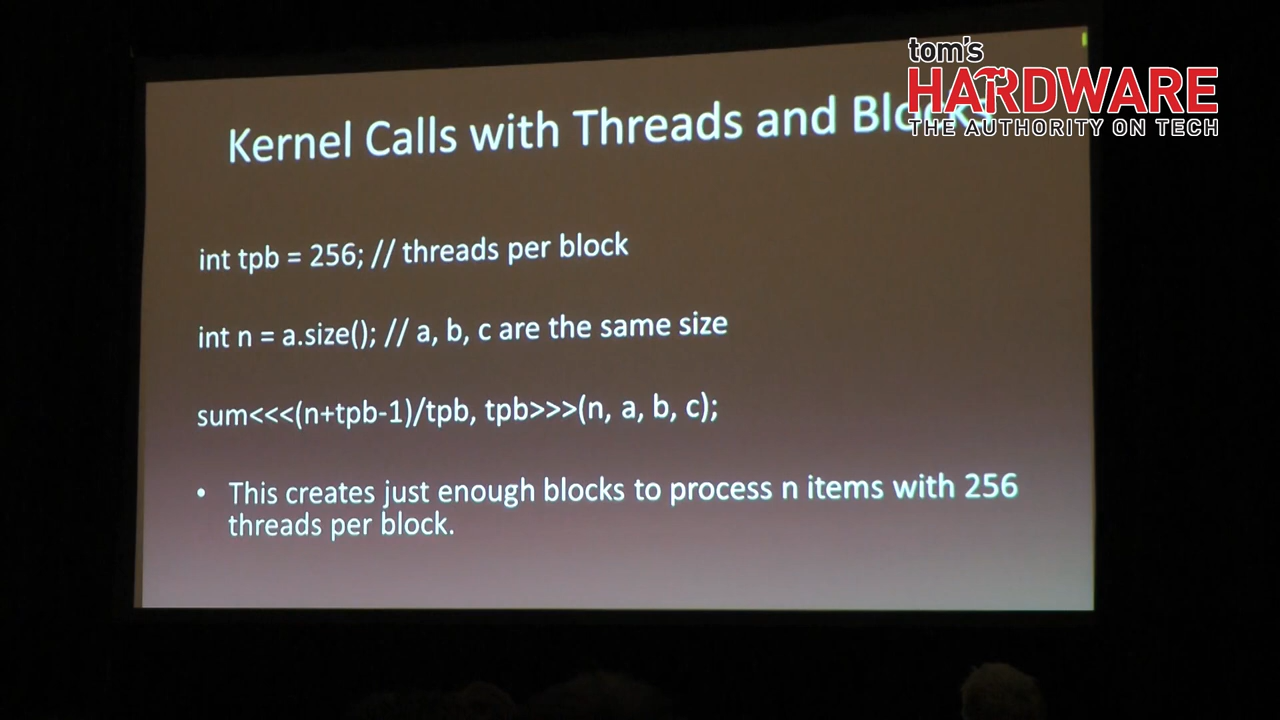 tom's
HARDWARE
THE AUTHORITY ON TECH
Kernel Calls with Threads and Blocks
int tpb = 256; // threads per block
int n = a.size(); // a, b, c are the same size
sum<<<(n+tpb-1)/tpb, tpb>>>(n, a, b, c);
• This creates just enough blocks to process n items with 256
threads per block.